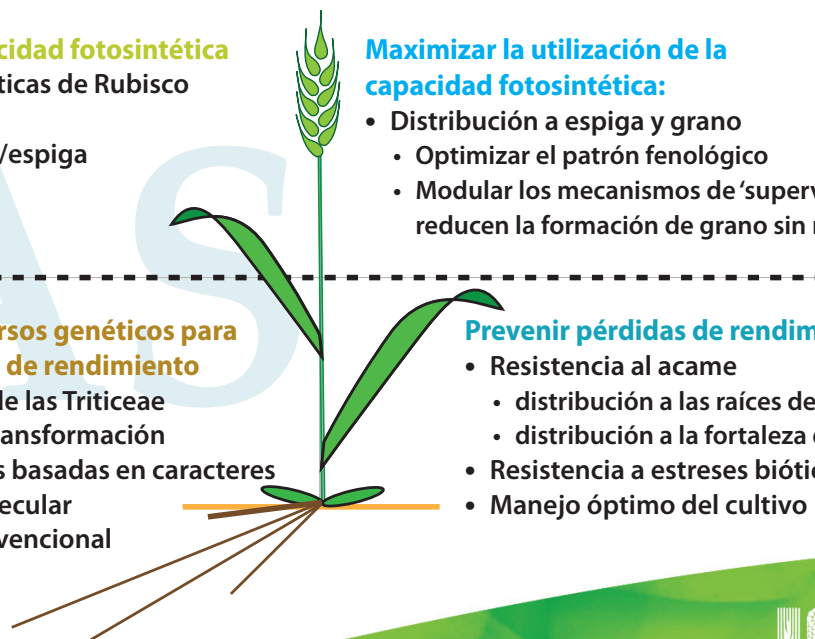 cidad fotosintética
ticas de Rubisco
/espiga
Maximizar la utilización de la
capacidad fotosintética:
• Distribución a espiga y grano
• Optimizar el patrón fenológico
• Modular los mecanismos de ‘superv
reducen la formación de grano sin
AS
rsos genéticos para
de rendimiento
de las Triticeae
ansformación
s basadas en caracteres
ecular
vencional
Prevenir pérdidas de rendim
• Resistencia al acame
• distribución a las raíces de
• distribución a la fortaleza
• Resistencia a estreses biótic
• Manejo óptimo del cultivo